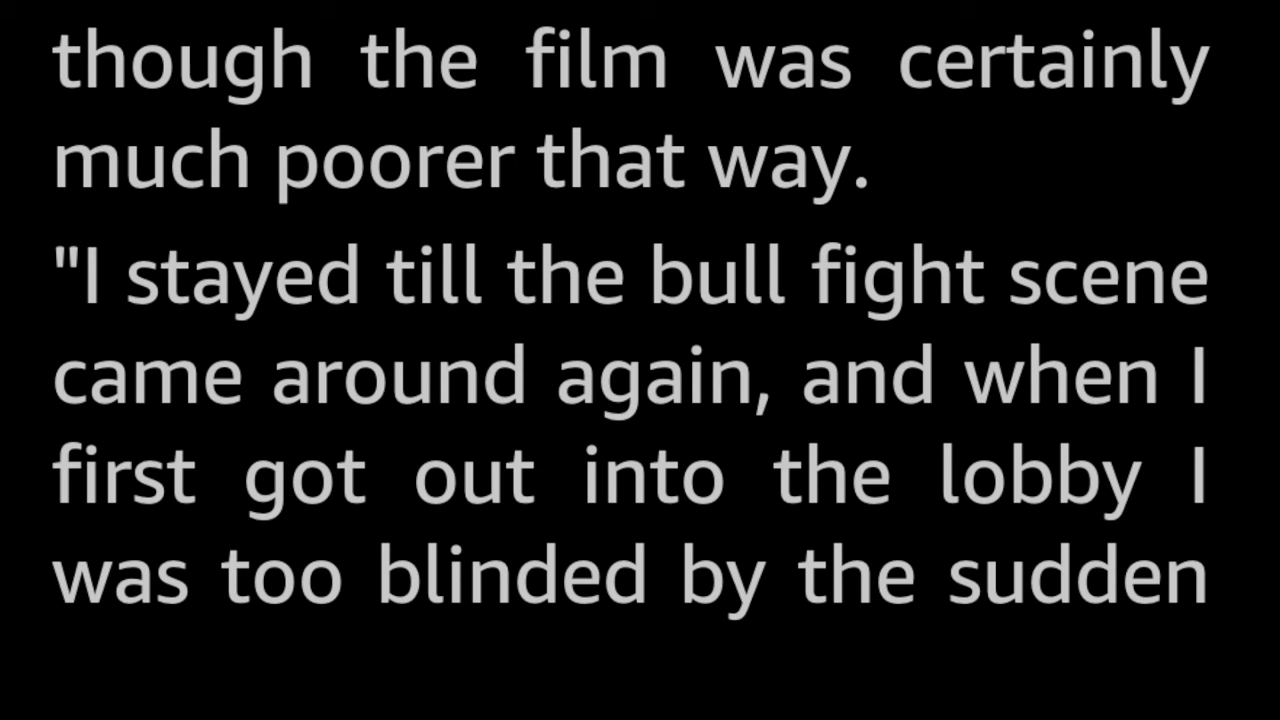 though the film was certainly
much poorer that way.
"I stayed till the bull fight scene
came around again, and when I
first got out into the lobby I
was too blinded by the sudden